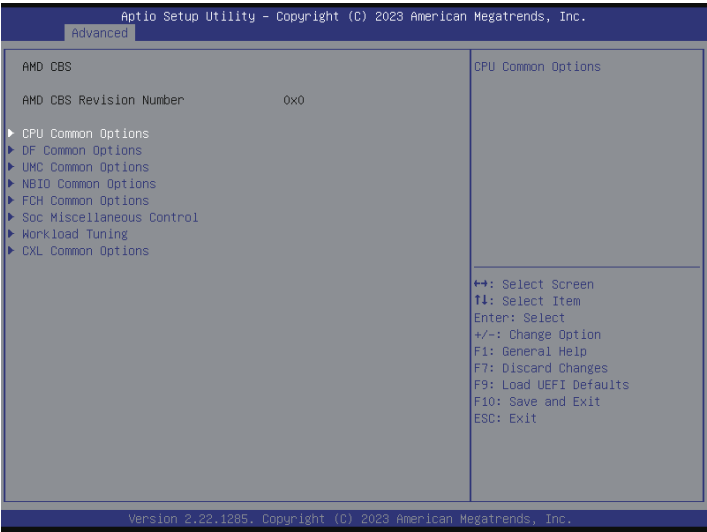 Aptio Setup Utility – Copyright (C) 2023 American Megatrends, Inc.
Advanced
AMD CBS
AMD CBS Revision Number 0x0
CPU Common Options
DF Common Options
UMC Common Options
NBIO Common Options
FCH Common Options
Soc Miscellaneous Control
Workload Tuning
CXL Common Options
CPU Common Options
↔: Select Screen
↑↓: Select Item
Enter: Select
+/-: Change Option
F1: General Help
F7: Discard Changes
F9: Load UEFI Defaults
F10: Save and Exit
ESC: Exit
Version 2.22.1285. Copyright (C) 2023 American Megatrends, Inc.